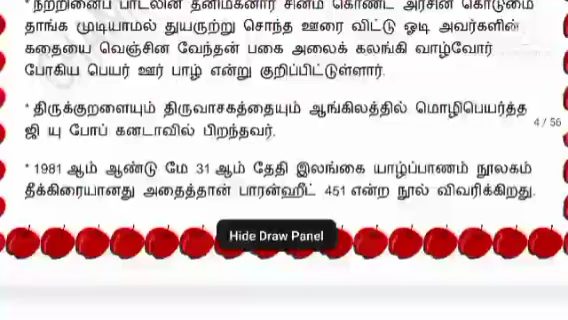 * நற்றிணைப் பாடலின் தனிமகனார் சினம் கொண்ட அரசின் கொடுமை
தாங்க முடியாமல் துயருற்று சொந்த ஊரை விட்டு ஓடி அவர்களின்
கதையை வெஞ்சின வேந்தன் பகை அலைக் கலங்கி வாழ்வோர்
போகிய பெயர் ஊர் பாழ் என்று குறிப்பிட்டுள்ளார்.
* திருக்குறளையும் திருவாசகத்தையும் ஆங்கிலத்தில் மொழிபெயர்த்த
ஜி யு போப் கனடாவில் பிறந்தவர்.
4 / 56
* 1981 ஆம் ஆண்டு மே 31 ஆம் தேதி இலங்கை யாழ்ப்பாணம் நூலகம்
தீக்கிரையானது அதைத்தான் பாரன்ஹீட் 451 என்ற நூல் விவரிக்கிறது.
Hide Draw Panel